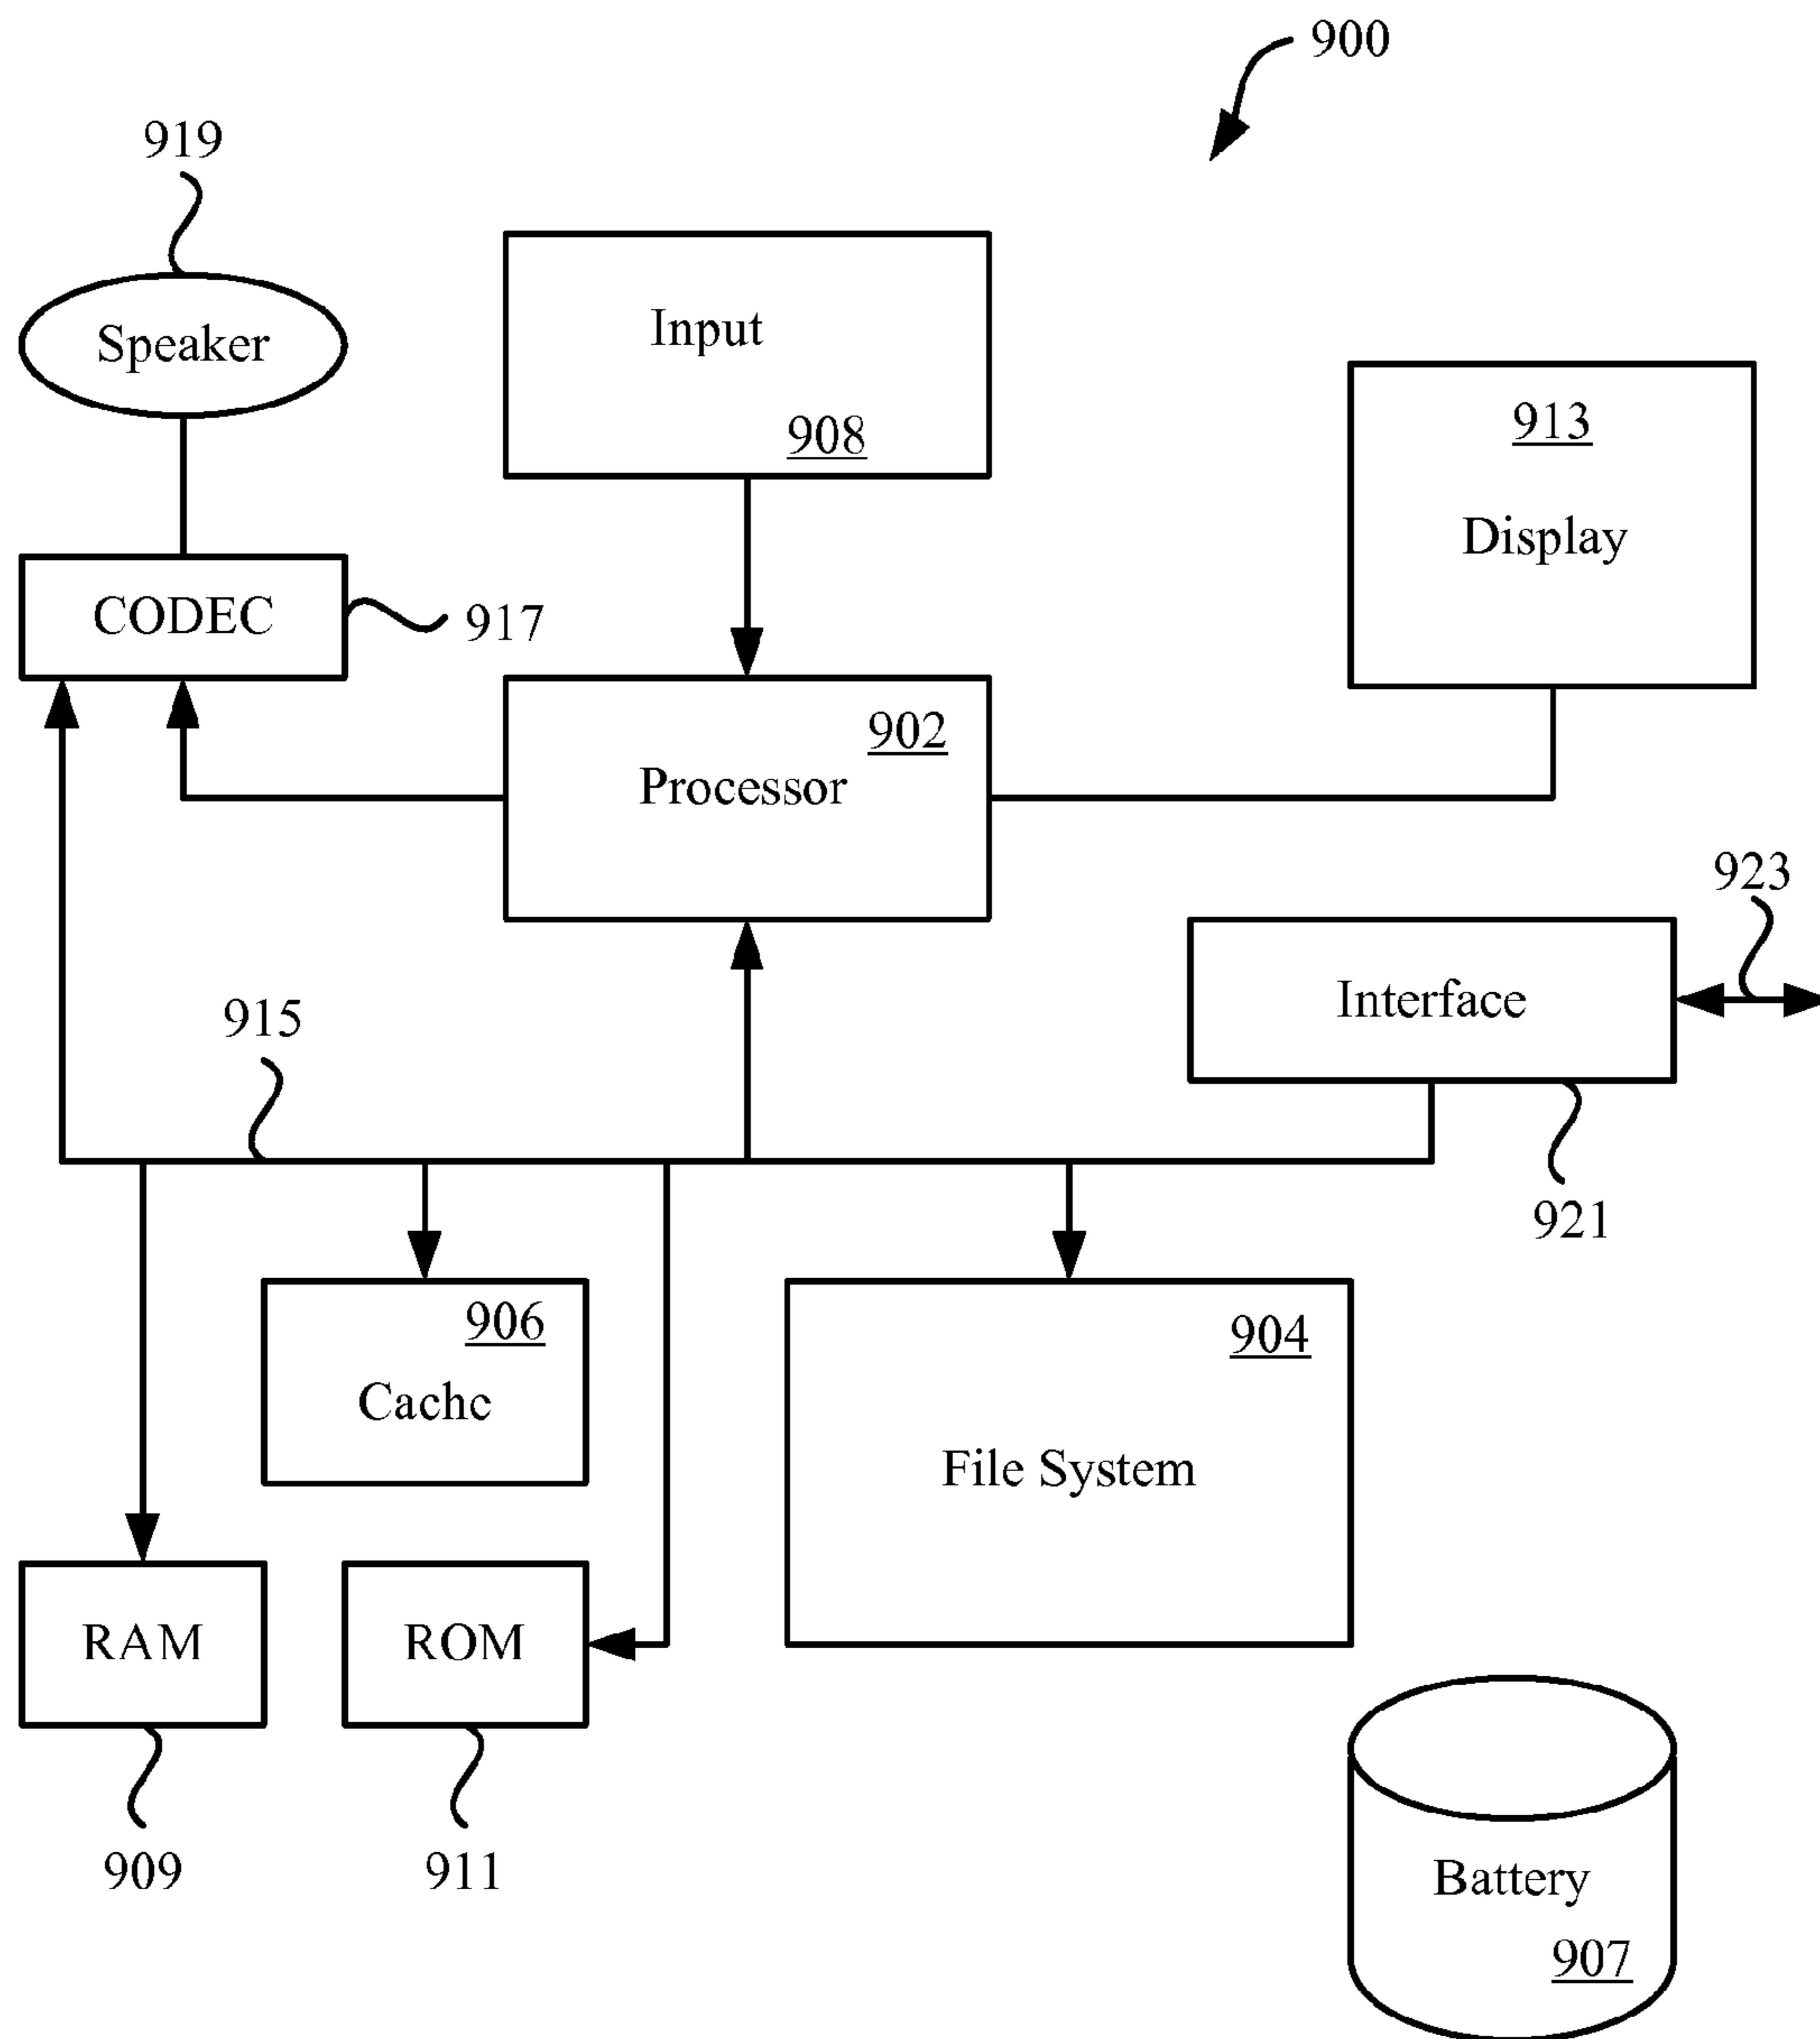 900
919
Speaker
Input
908
913
Display
CODEC
917
902
Processor
923
Interface
915
921
906
Cache
904
File System
RAM
ROM
909
911
Battery
907